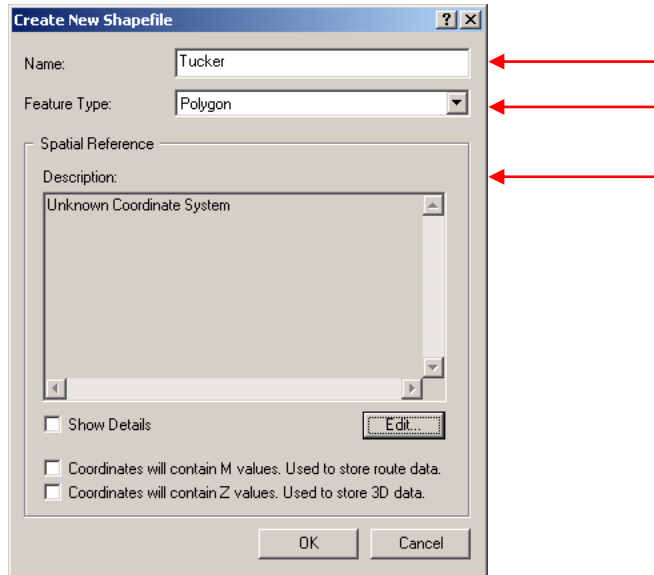 Create New Shapefile
Name: Tucker
Feature Type: Polygon
Spatial Reference
Description:
Unknown Coordinate System
Show Details Edit...
Coordinates will contain M values. Used to store route data.
Coordinates will contain Z values. Used to store 3D data.
OK Cancel